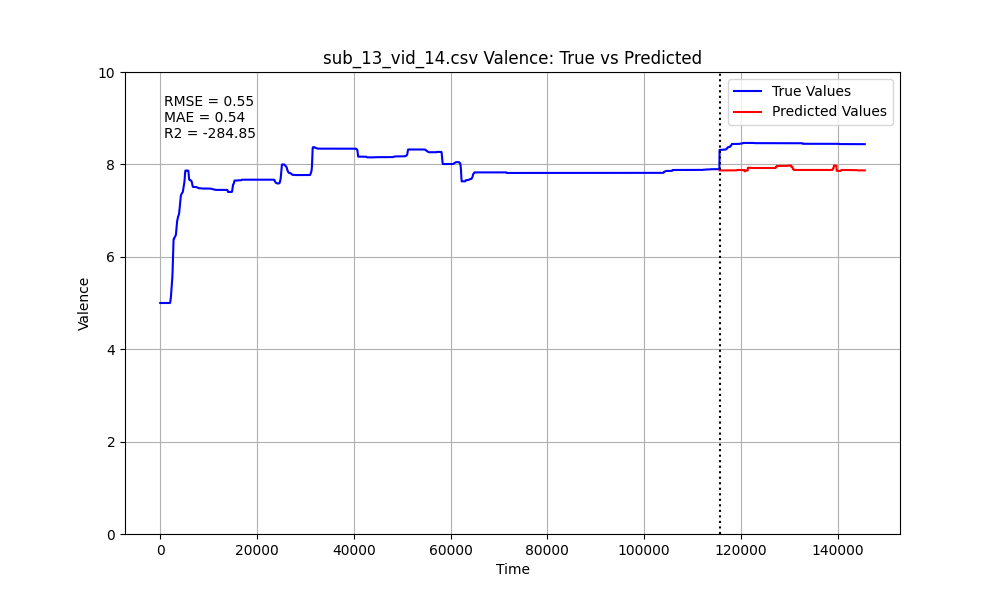 sub_13_vid_14.csv Valence: True vs Predicted
RMSE = 0.55
MAE = 0.54
R2 = -284.85
True Values
Predicted Values
10
8
6
4
2
0
Valence
0 20000 40000 60000 80000 100000 120000 140000
Time